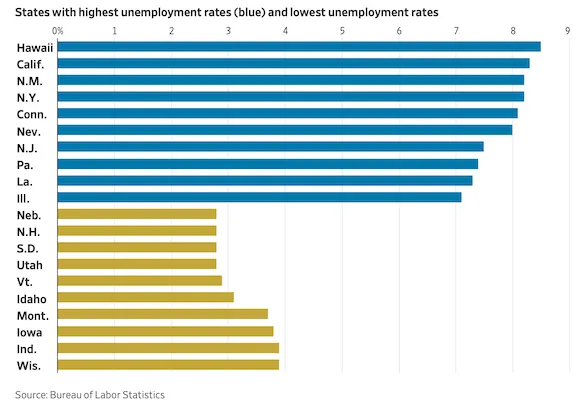 States with highest unemployment rates (blue) and lowest unemployment rates
0% 1 2 3 4 5 6 7 8 9
Hawaii
Calif.
N.M.
N.Y.
Conn.
Nev.
N.J.
Pa.
La.
Ill.
Neb.
N.H.
S.D.
Utah
Vt.
Idaho
Mont.
Iowa
Ind.
Wis.
Source: Bureau of Labor Statistics